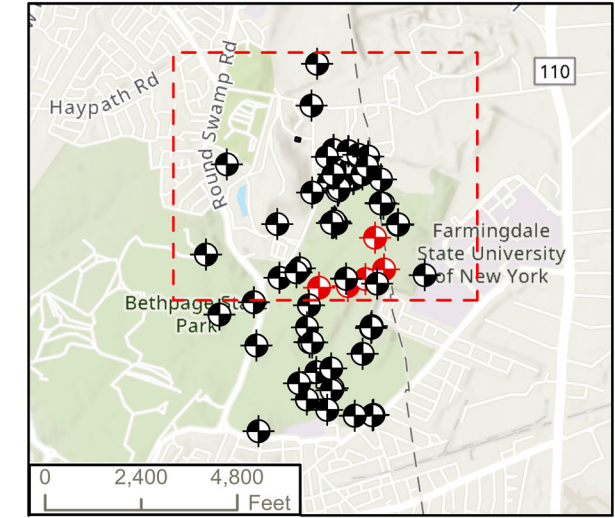 110
Haypath Rd
Round Swamp Rd
Farmingdale
State University
of New York
Bethpage State
Park
0 2,400 4,800
Feet